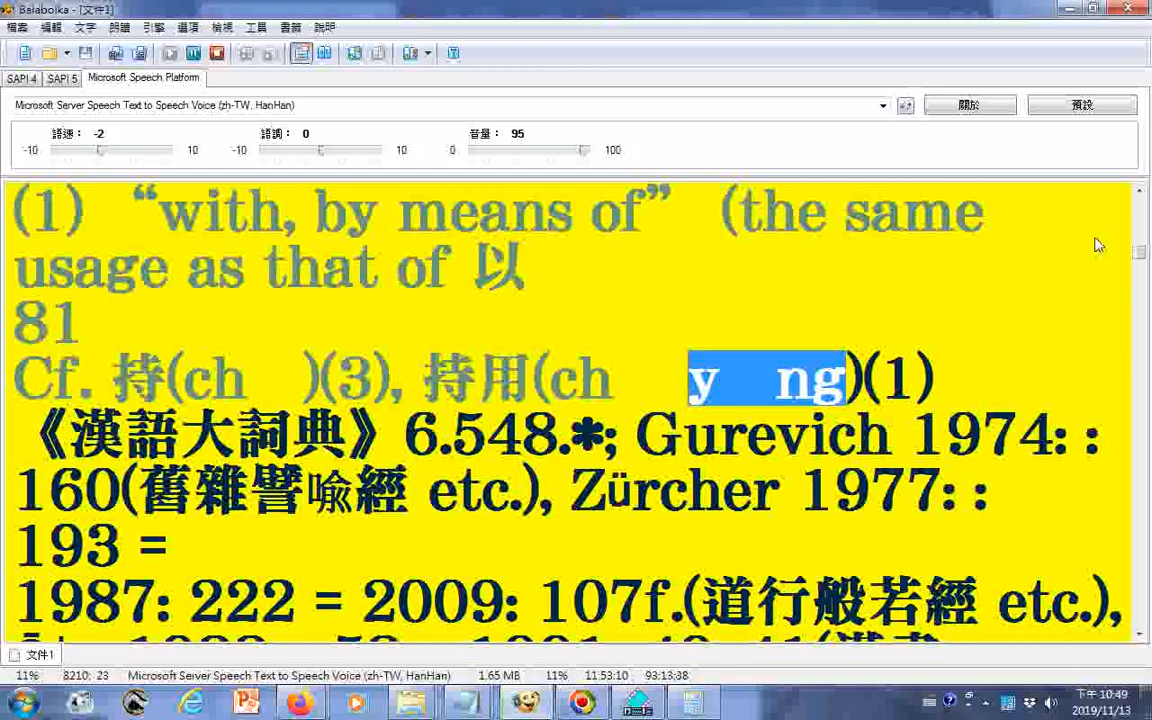 Balabolka - [文件1]
檔案 編輯 文字 朗讀 引擎 選項 檢視 工具 書籤 說明
SAPI 4 SAPI 5 Microsoft Speech Platform
Microsoft Server Speech Text to Speech Voice (zh-TW, HanHan) 關於 預設
語速： -2 語調： 0 音量： 95
-10 10 -10 10 0 100
(1) “with, by means of” (the same
usage as that of 以
81
Cf. 持(ch )(3), 持用(ch y ng)(1)
《漢語大詞典》6.548.*; Gurevich 1974: :
160(舊雜譬喩經 etc.), Zürcher 1977: :
193 =
1987: 222 = 2009: 107f.(道行般若經 etc.),
文件1
11% 8210; 23 Microsoft Server Speech Text to Speech Voice (zh-TW, HanHan) 1.65 MB 11% 11:53:10 93:13:38
下午 10:49
2019/11/13